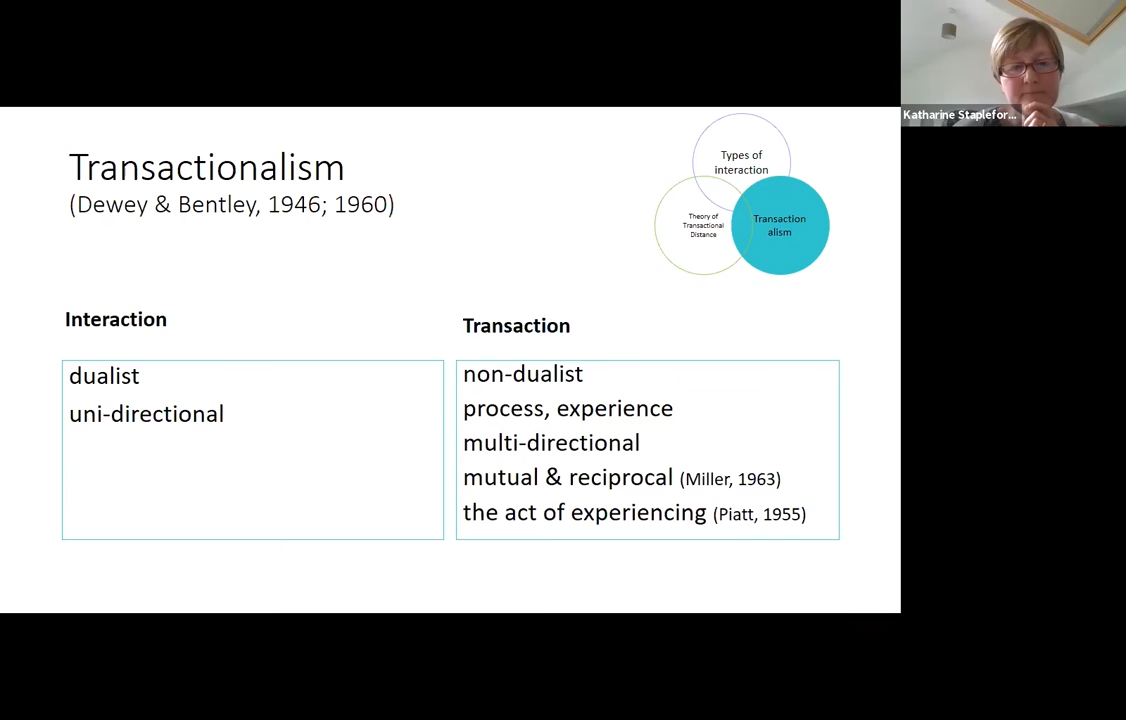 Katharine Staplefor...
Transactionalism
(Dewey & Bentley, 1946; 1960)
Types of
interaction
Theory of
Transactional
Distance
Transaction
alism
Interaction
dualist
uni-directional
Transaction
non-dualist
process, experience
multi-directional
mutual & reciprocal (Miller, 1963)
the act of experiencing (Piatt, 1955)